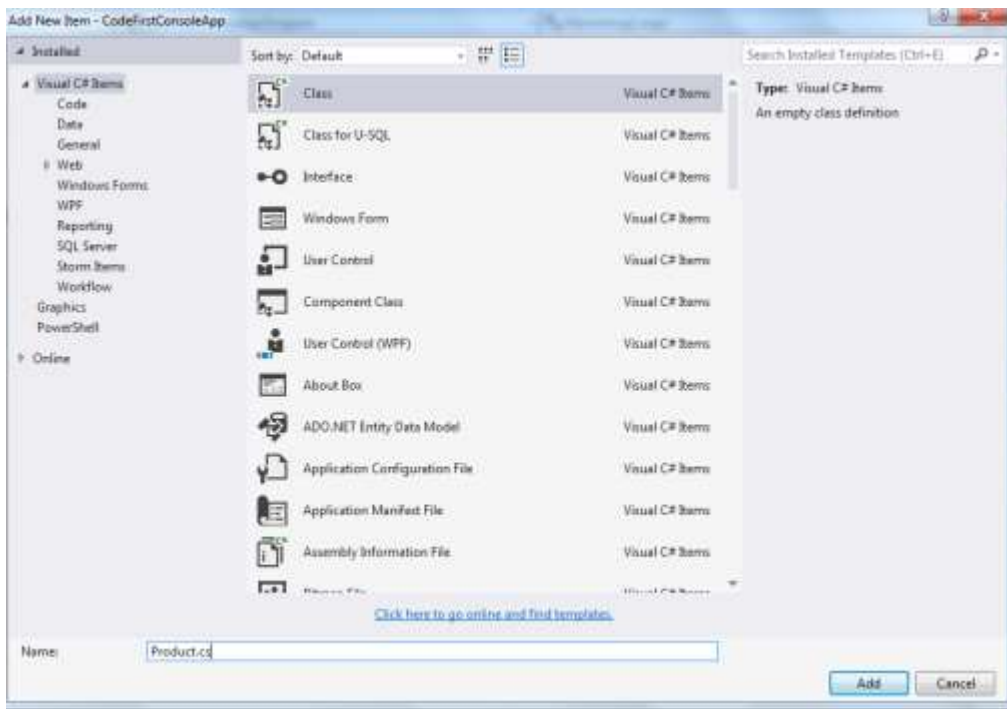 Add New Item - CodeFirstConsoleApp
Installed
Sort by: Default
Search Installed Templates (Ctrl+E)
Visual C# Items
Code
Data
General
Web
Windows Forms
WPF
Reporting
SQL Server
Storm Items
Workflow
Graphics
PowerShell
Online
Class Visual C# Items
Class for U-SQL Visual C# Items
Interface Visual C# Items
Windows Form Visual C# Items
User Control Visual C# Items
Component Class Visual C# Items
User Control (WPF) Visual C# Items
About Box Visual C# Items
ADO.NET Entity Data Model Visual C# Items
Application Configuration File Visual C# Items
Application Manifest File Visual C# Items
Assembly Information File Visual C# Items
Type: Visual C# Items
An empty class definition
Click here to go online and find templates.
Name: Product.cs
Add Cancel